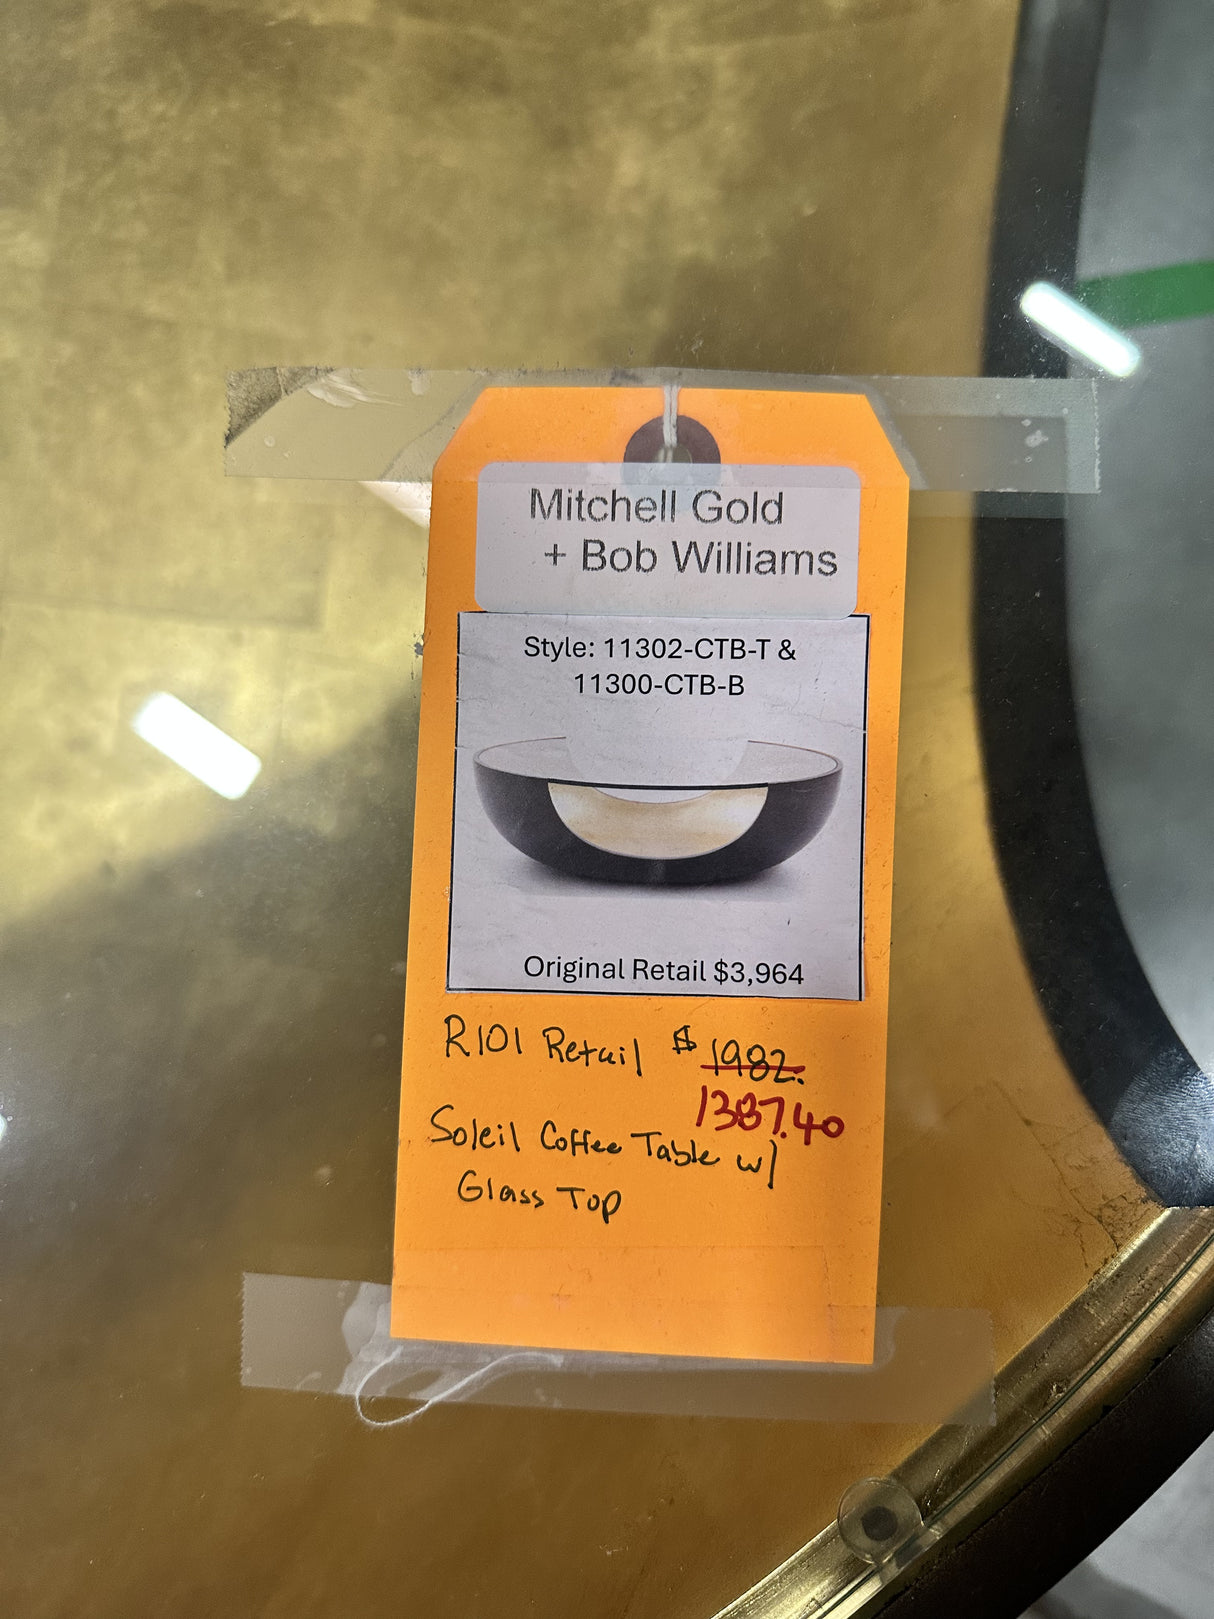 Mitchell Gold
+ Bob Williams
Style: 11302-CTB-T &
11300-CTB-B
Original Retail $3,964
R101 Retail $ 1982.
1387.40
Soleil Coffee Table w/
Glass Top